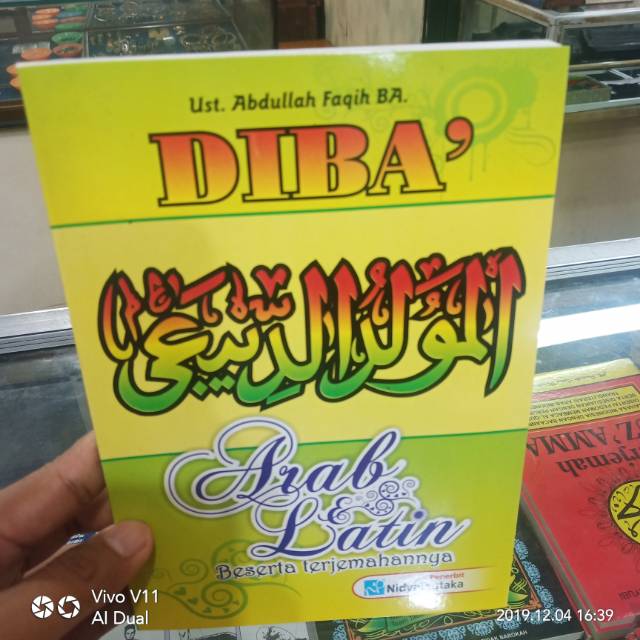 Ust. Abdullah Faqih BA.
DIBA'
المولد الديبعي
Arab &
Latin
Beserta terjemahannya
Penerbit
Vivo V11
AI Dual
2019.12.04 16:39